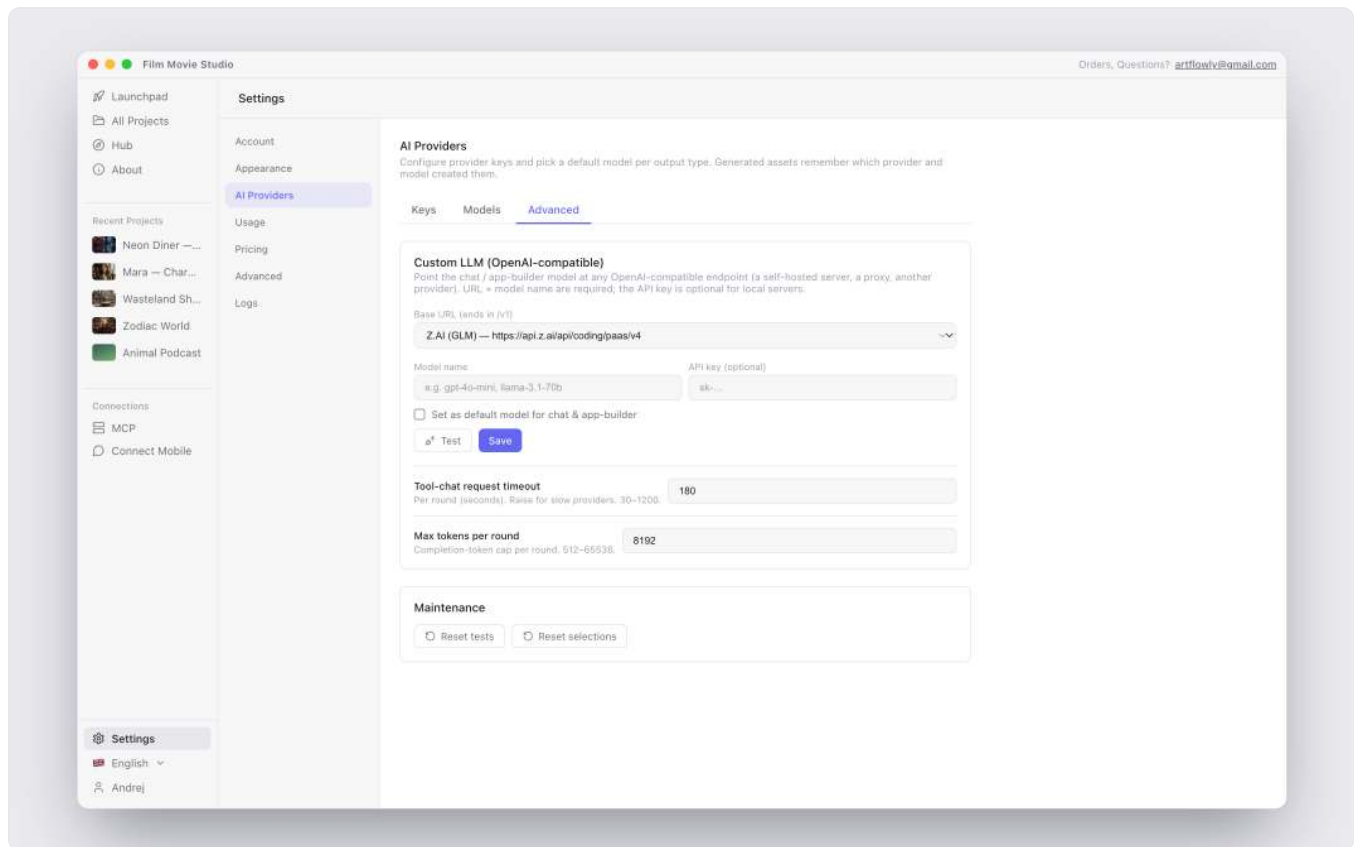 Film Movie Studio
Orders, Questions? artflowlv@gmail.com
Launchpad
All Projects
Hub
About
Recent Projects
Neon Diner —...
Mara — Char...
Wasteland Sh...
Zodiac World
Animal Podcast
Connections
MCP
Connect Mobile
Settings
English
Andrej
Settings
Account
Appearance
AI Providers
Usage
Pricing
Advanced
Logs
AI Providers
Configure provider keys and pick a default model per output type. Generated assets remember which provider and
model created them.
Keys Models Advanced
Custom LLM (OpenAI-compatible)
Point the chat / app-builder model at any OpenAI-compatible endpoint (a self-hosted server, a proxy, another
provider). URL + model name are required; the API key is optional for local servers.
Base URL (ends in /v1)
Z.AI (GLM) — https://api.z.ai/api/coding/paas/v4
Model name API key (optional)
e.g. gpt-4o-mini, llama-3.1-70b sk-...
Set as default model for chat & app-builder
Test Save
Tool-chat request timeout
Per round (seconds). Raise for slow providers. 30–1200.
180
Max tokens per round
Completion-token cap per round. 512–65536.
8192
Maintenance
Reset tests Reset selections